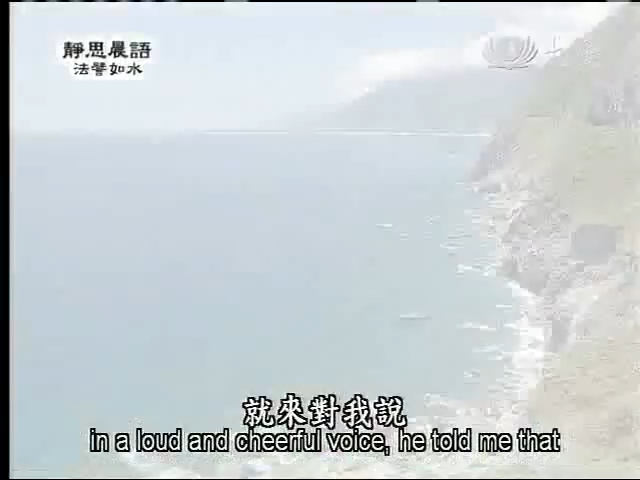 靜思晨語
法譬如水
就來對我說
in a loud and cheerful voice, he told me that